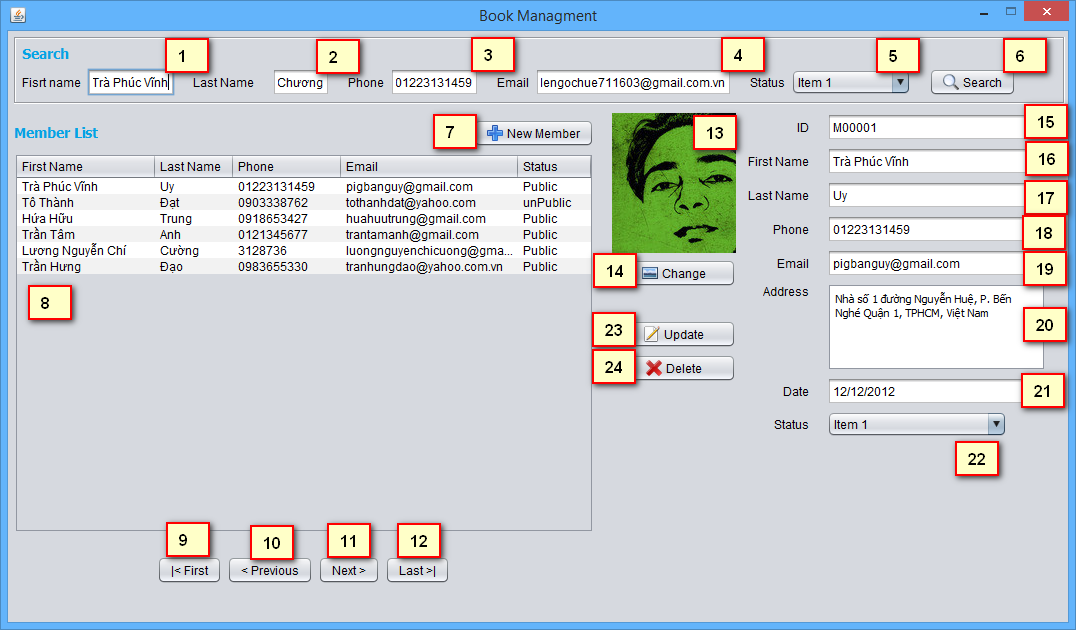 Book Managment
Search
1
2
3
4
5
6
Fisrt name Trà Phúc Vĩnh Last Name Chương Phone 01223131459 Email lengochue711603@gmail.com.vn Status Item 1 Search
Member List
7
New Member
First Name Last Name Phone Email Status
Trà Phúc Vĩnh Uy 01223131459 pigbanguy@gmail.com Public
Tô Thành Đạt 0903338762 tothanhdat@yahoo.com unPublic
Hứa Hữu Trung 0918653427 huahuutrung@gmail.com Public
Trần Tâm Anh 0121345677 trantamanh@gmail.com Public
Lương Nguyễn Chí Cường 3128736 luongnguyenchicuong@gma... Public
Trần Hưng Đạo 0983655330 tranhungdao@yahoo.com.vn Public
8
9
10
11
12
|< First < Previous Next > Last >|
13
14 Change
23 Update
24 Delete
ID M00001 15
First Name Trà Phúc Vĩnh 16
Last Name Uy 17
Phone 01223131459 18
Email pigbanguy@gmail.com 19
Address Nhà số 1 đường Nguyễn Huệ, P. Bến
Nghé Quận 1, TPHCM, Việt Nam
20
Date 12/12/2012 21
Status Item 1
22